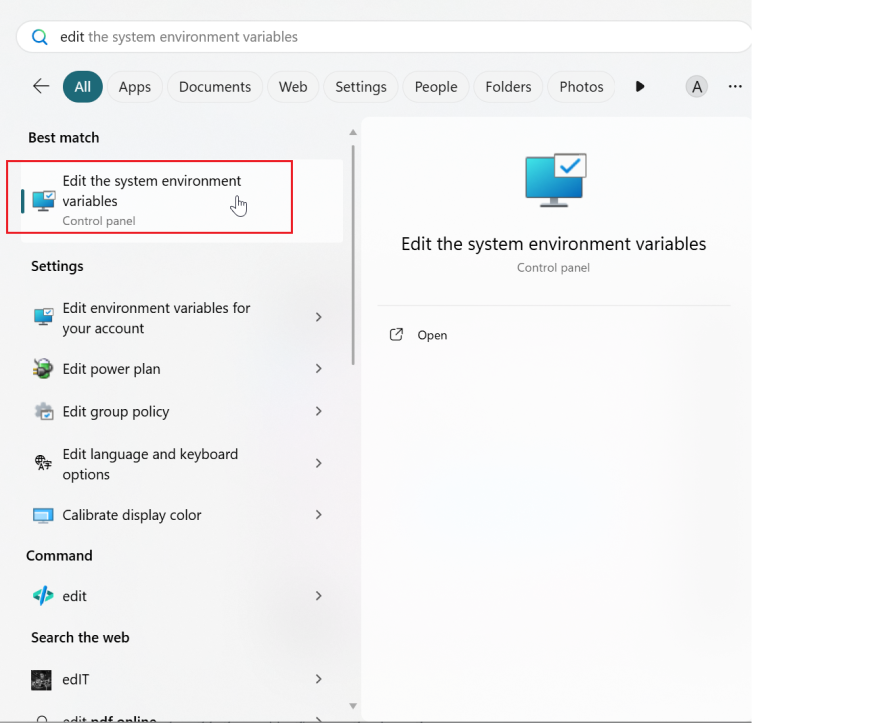 edit the system environment variables
All
Apps
Documents
Web
Settings
People
Folders
Photos
A
Best match
Edit the system environment
variables
Control panel
Settings
Edit environment variables for
your account
Edit power plan
Edit group policy
Edit language and keyboard
options
Calibrate display color
Command
edit
Search the web
edIT
edit pdf online
Edit the system environment variables
Control panel
Open